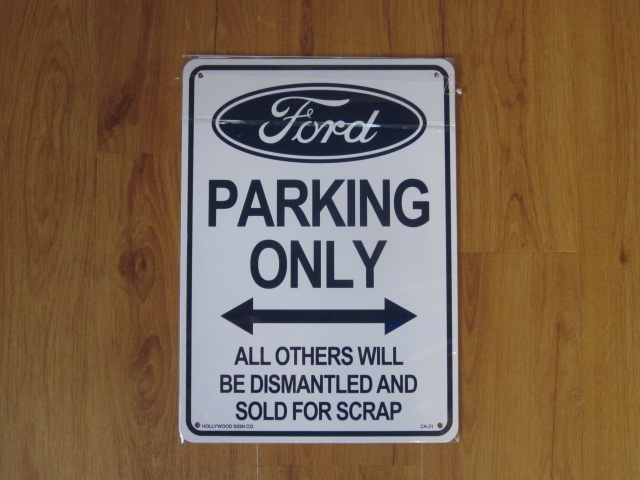 Ford
PARKING
ONLY
ALL OTHERS WILL
BE DISMANTLED AND
SOLD FOR SCRAP
HOLLYWOOD SIGN CO. CA-31